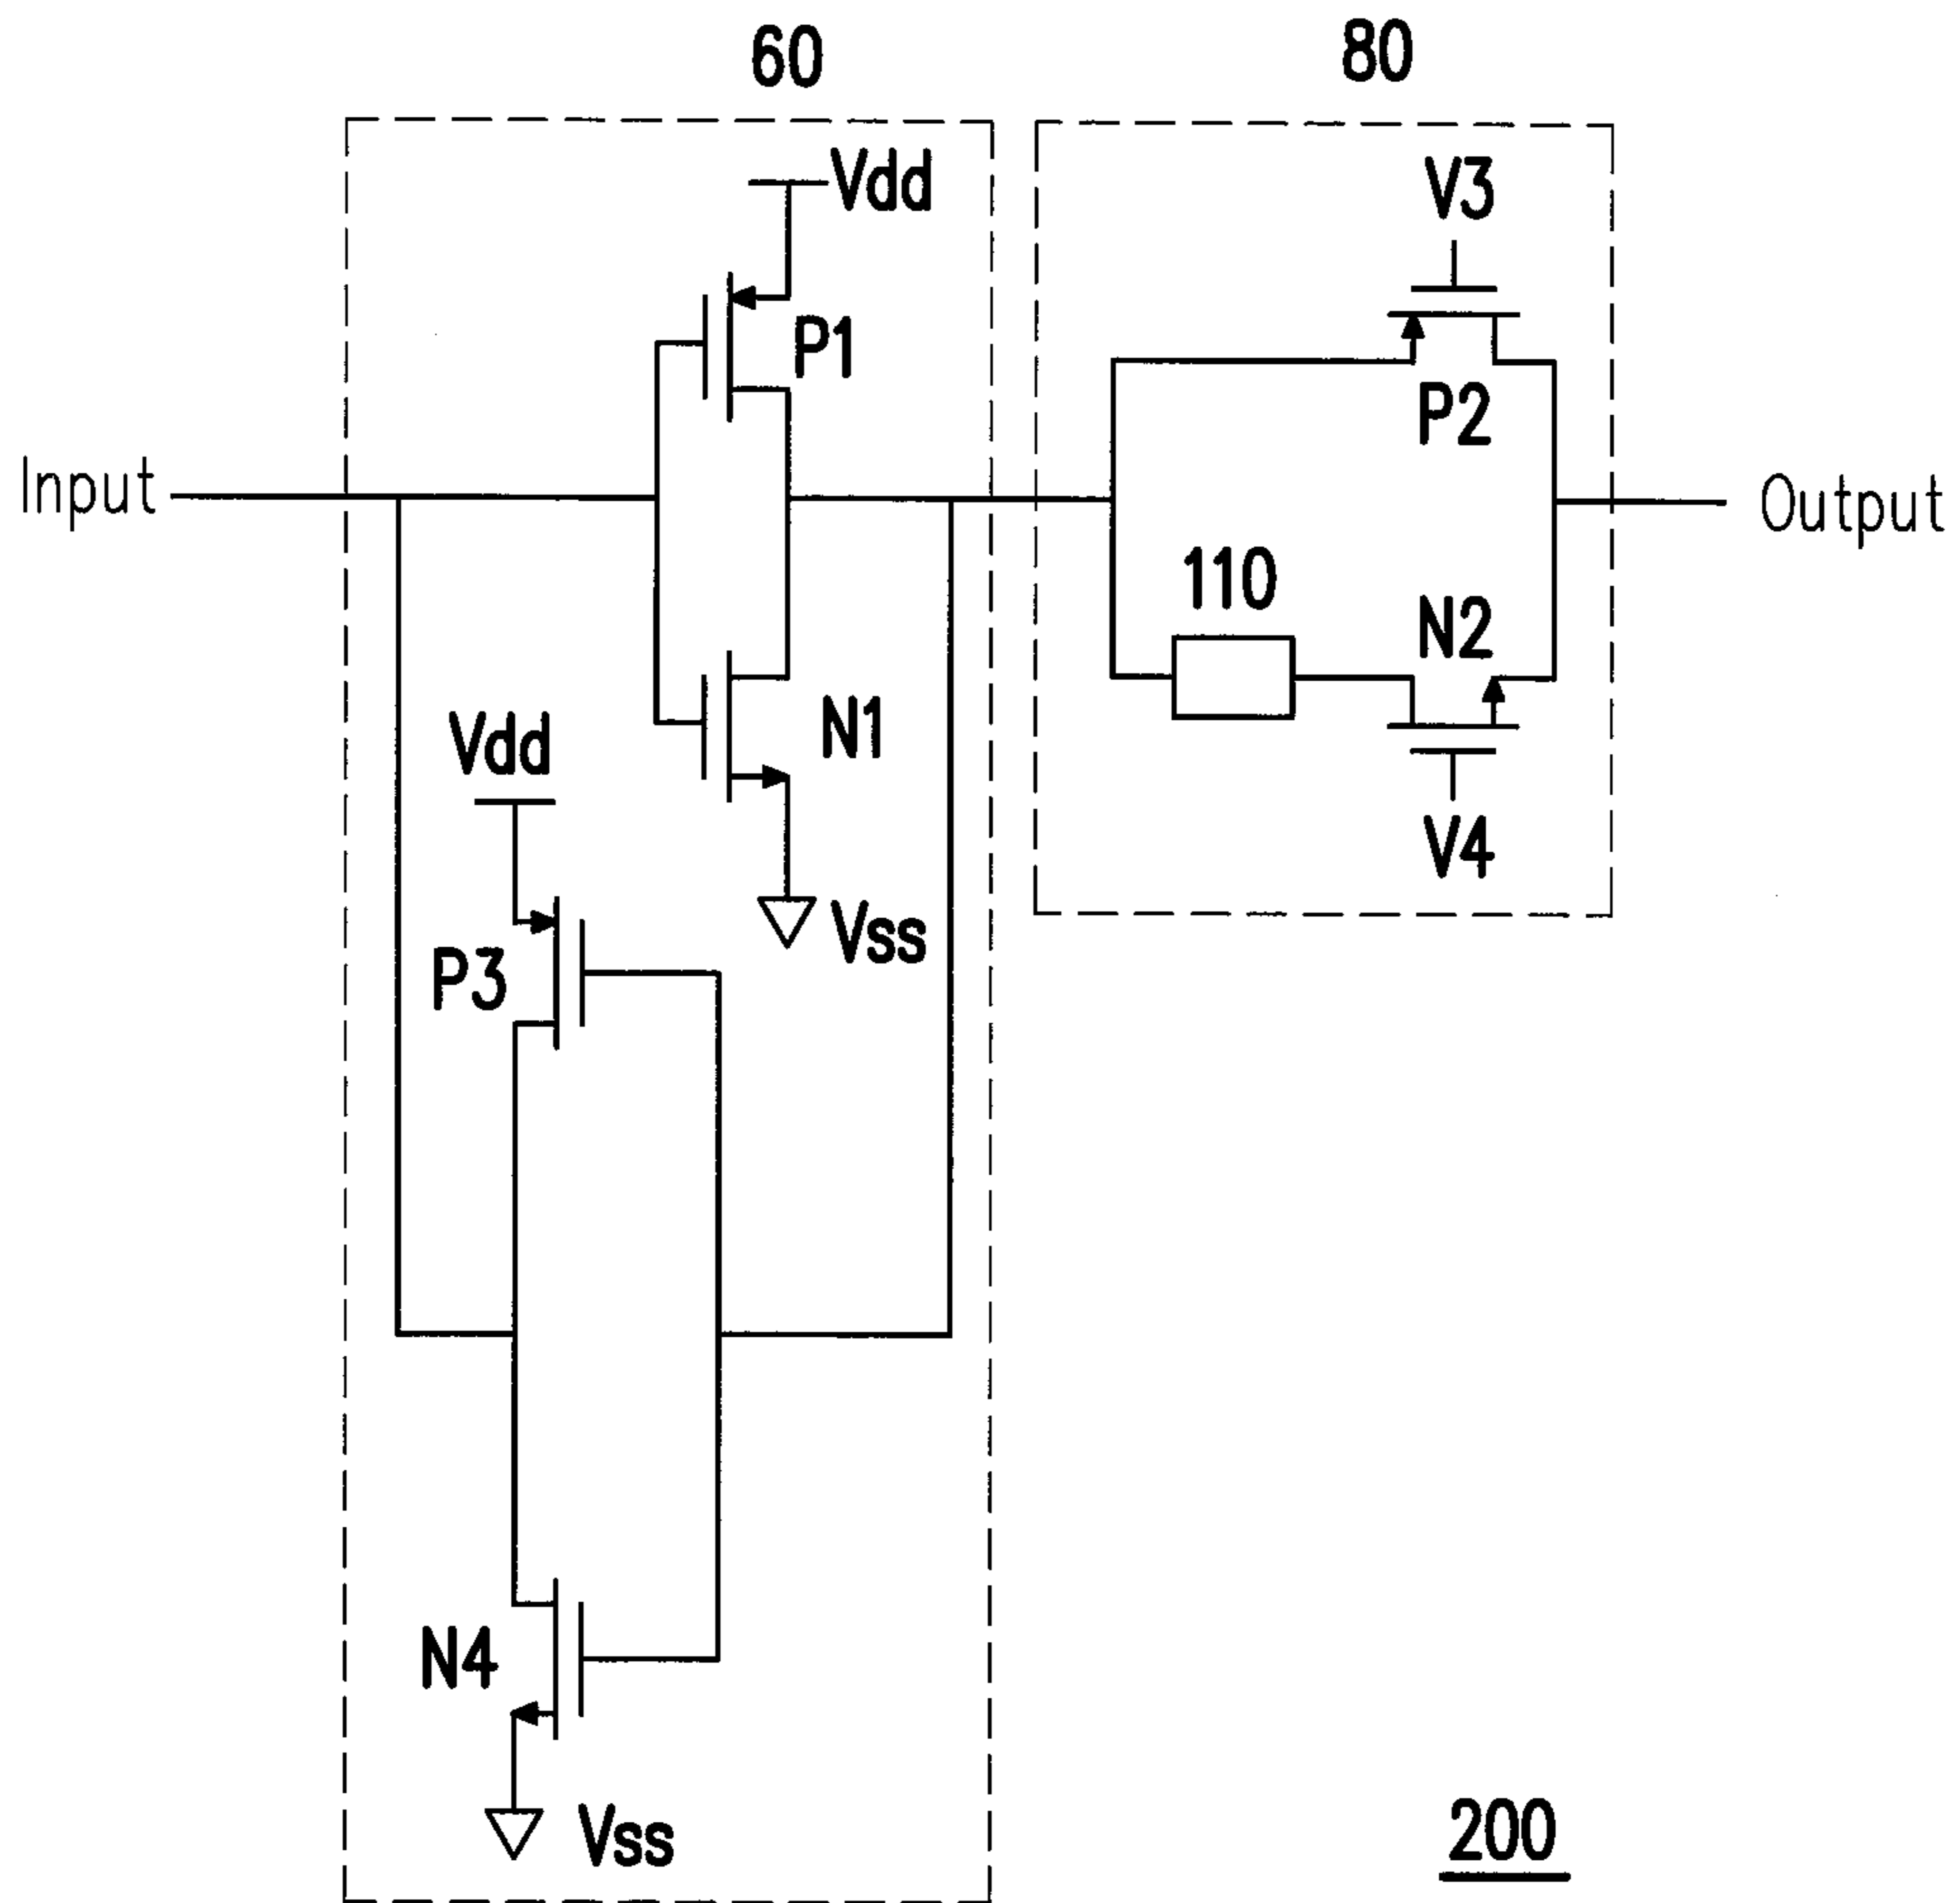 60
80
Vdd
V3
P1
P2
Input
Output
110
N2
N1
Vdd
V4
Vss
P3
N4
Vss
200